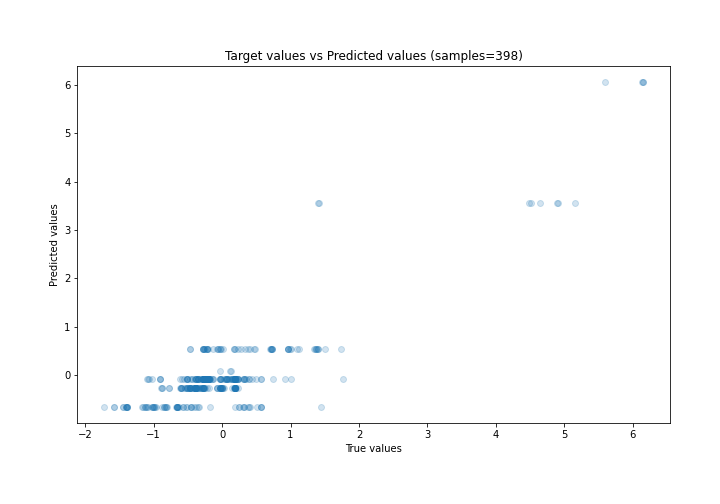 Target values vs Predicted values (samples=398)
6
5
4
3
2
1
0
Predicted values
−2 −1 0 1 2 3 4 5 6
True values